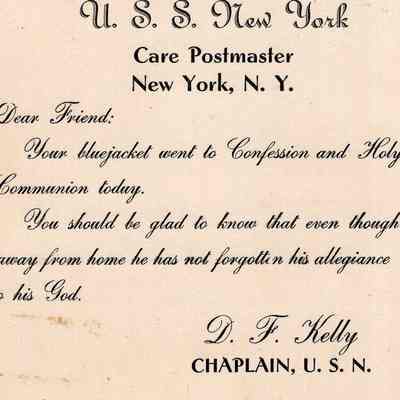 U. S. S. New York
Care Postmaster
New York, N. Y.
Dear Friend:
Your bluejacket went to Confession and Holy
Communion today.
You should be glad to know that even though
away from home he has not forgotten his allegiance
his God.
D. F. Kelly
CHAPLAIN, U. S. N.